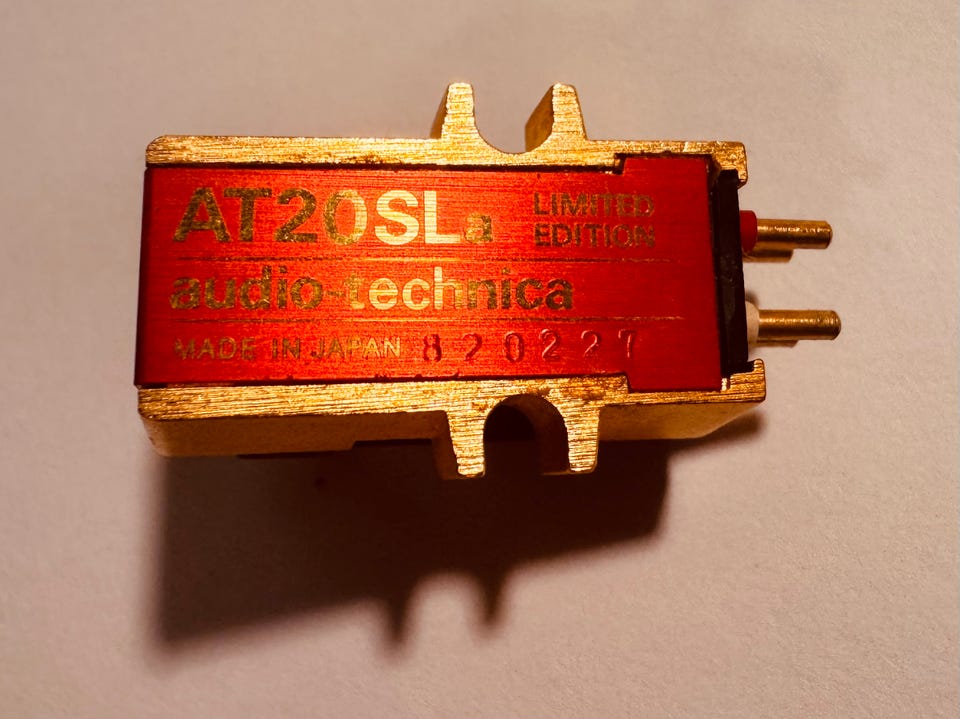 AT20SLa LIMITED EDITION
audio-technica
MADE IN JAPAN 820227